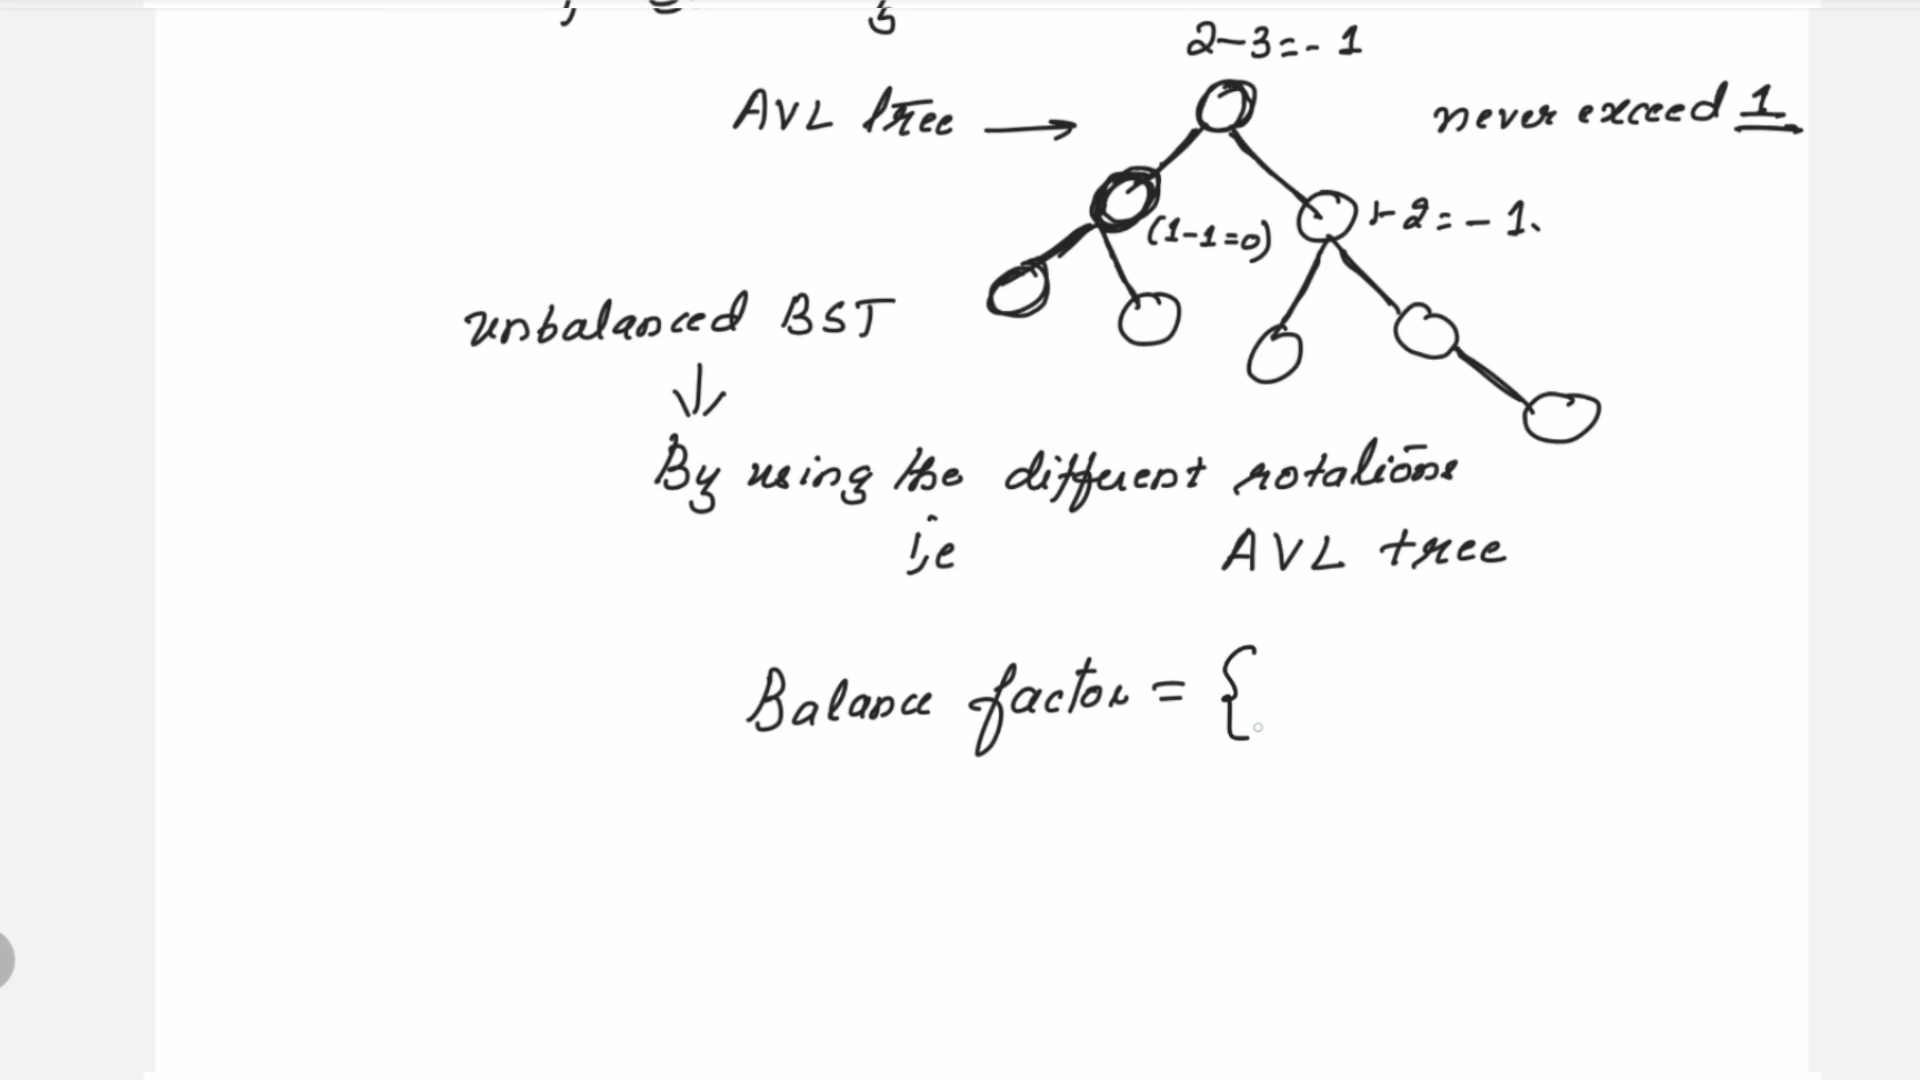 2-3=-1
AVL tree → never exceed 1
(1-1=0) 1-2=-1.
unbalanced BST
By using the different rotations
i,e AVL tree
Balance factor = {